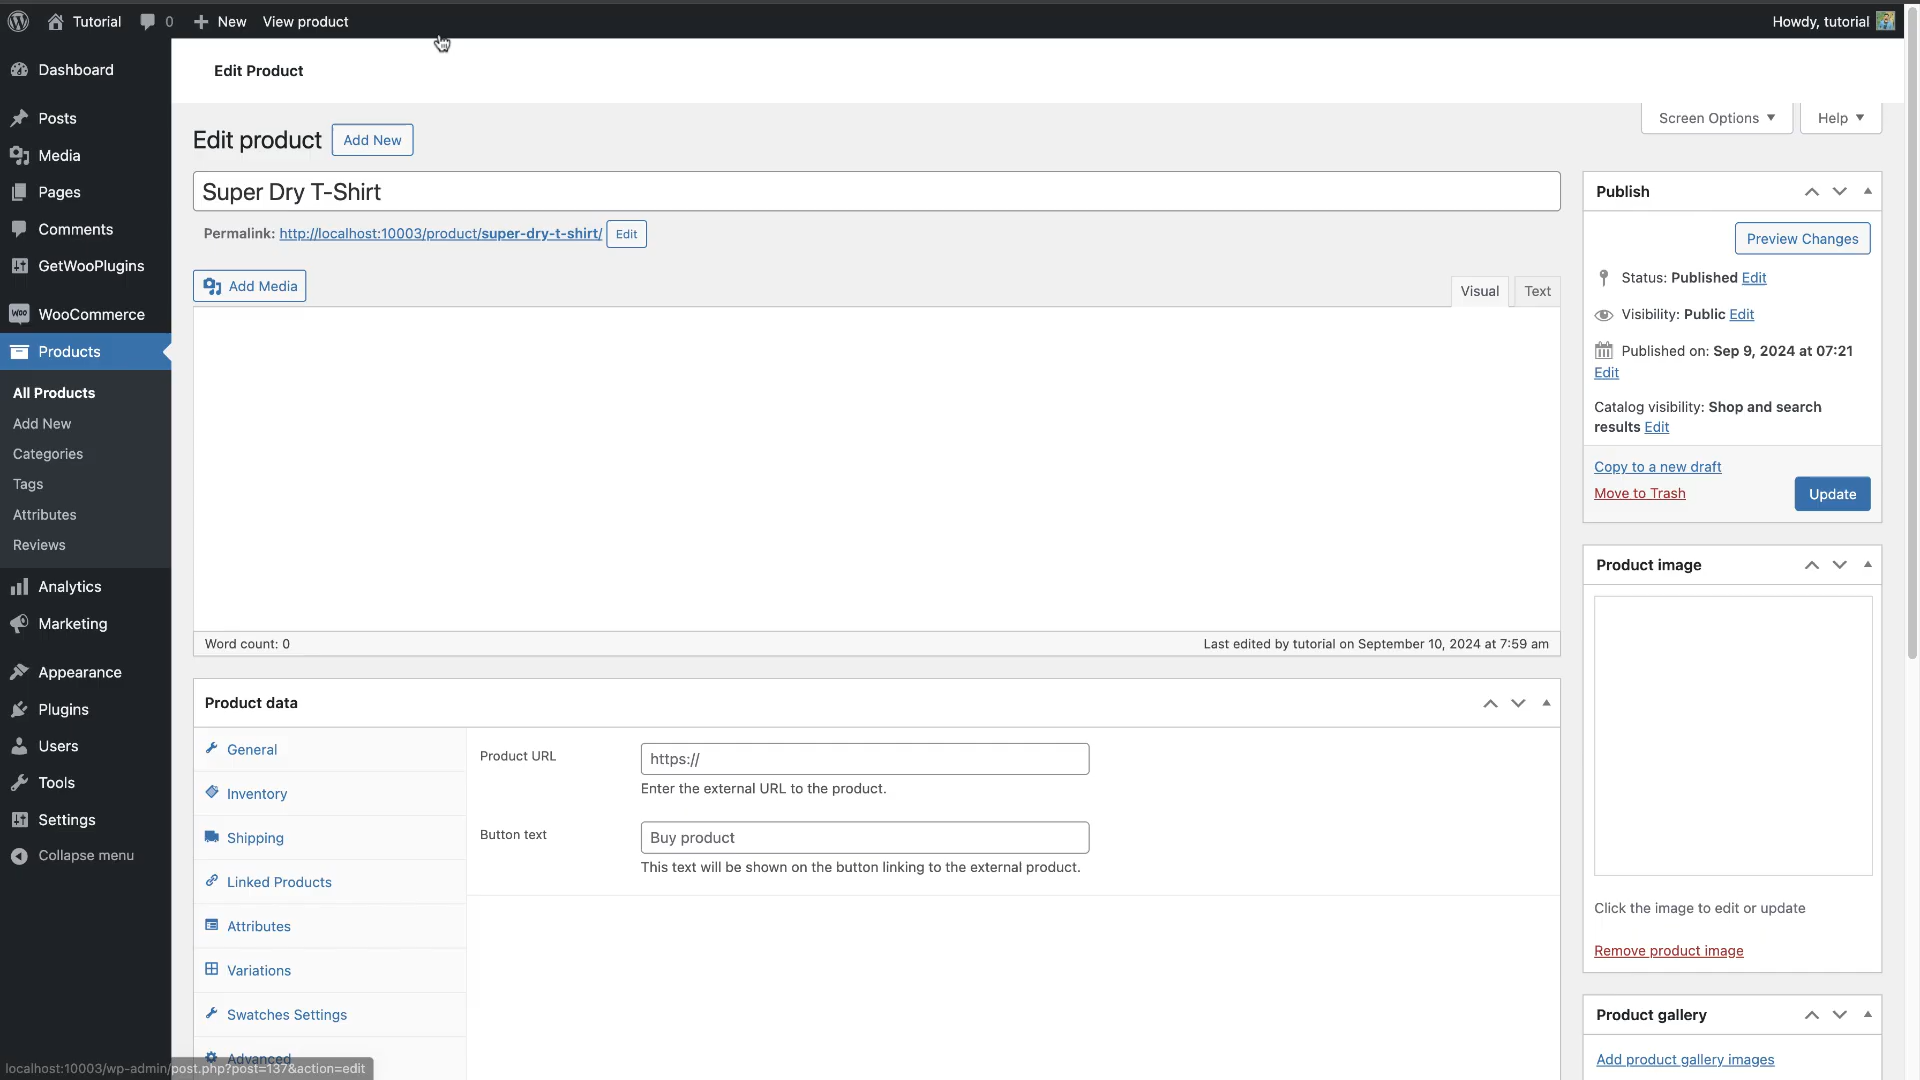 Tutorial
0
New
View product
Howdy, tutorial
Dashboard
Posts
Media
Pages
Comments
GetWooPlugins
WooCommerce
Products
All Products
Add New
Categories
Tags
Attributes
Reviews
Analytics
Marketing
Appearance
Plugins
Users
Tools
Settings
Collapse menu
localhost:10003/wp-admin/post.php?post=137&action=edit
Edit Product
Screen Options
Help
Edit product
Add New
Super Dry T-Shirt
Permalink: http://localhost:10003/product/super-dry-t-shirt/ Edit
Add Media
Visual
Text
Word count: 0
Last edited by tutorial on September 10, 2024 at 7:59 am
Product data
General
Inventory
Shipping
Linked Products
Attributes
Variations
Swatches Settings
Advanced
Product URL
https://
Enter the external URL to the product.
Button text
Buy product
This text will be shown on the button linking to the external product.
Publish
Preview Changes
Status: Published Edit
Visibility: Public Edit
Published on: Sep 9, 2024 at 07:21
Edit
Catalog visibility: Shop and search
results Edit
Copy to a new draft
Move to Trash
Update
Product image
Click the image to edit or update
Remove product image
Product gallery
Add product gallery images